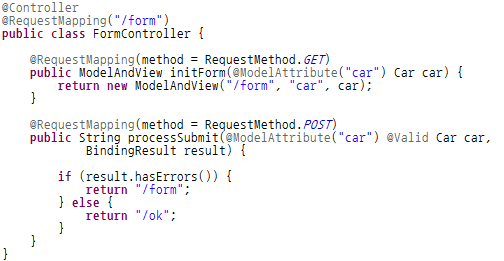 @Controller
@RequestMapping("/form")
public class FormController {
@RequestMapping(method = RequestMethod.GET)
public ModelAndView initForm(@ModelAttribute("car") Car car) {
return new ModelAndView("/form", "car", car);
}
@RequestMapping(method = RequestMethod.POST)
public String processSubmit(@ModelAttribute("car") @Valid Car car,
BindingResult result) {
if (result.hasErrors()) {
return "/form";
} else {
return "/ok";
}
}
}